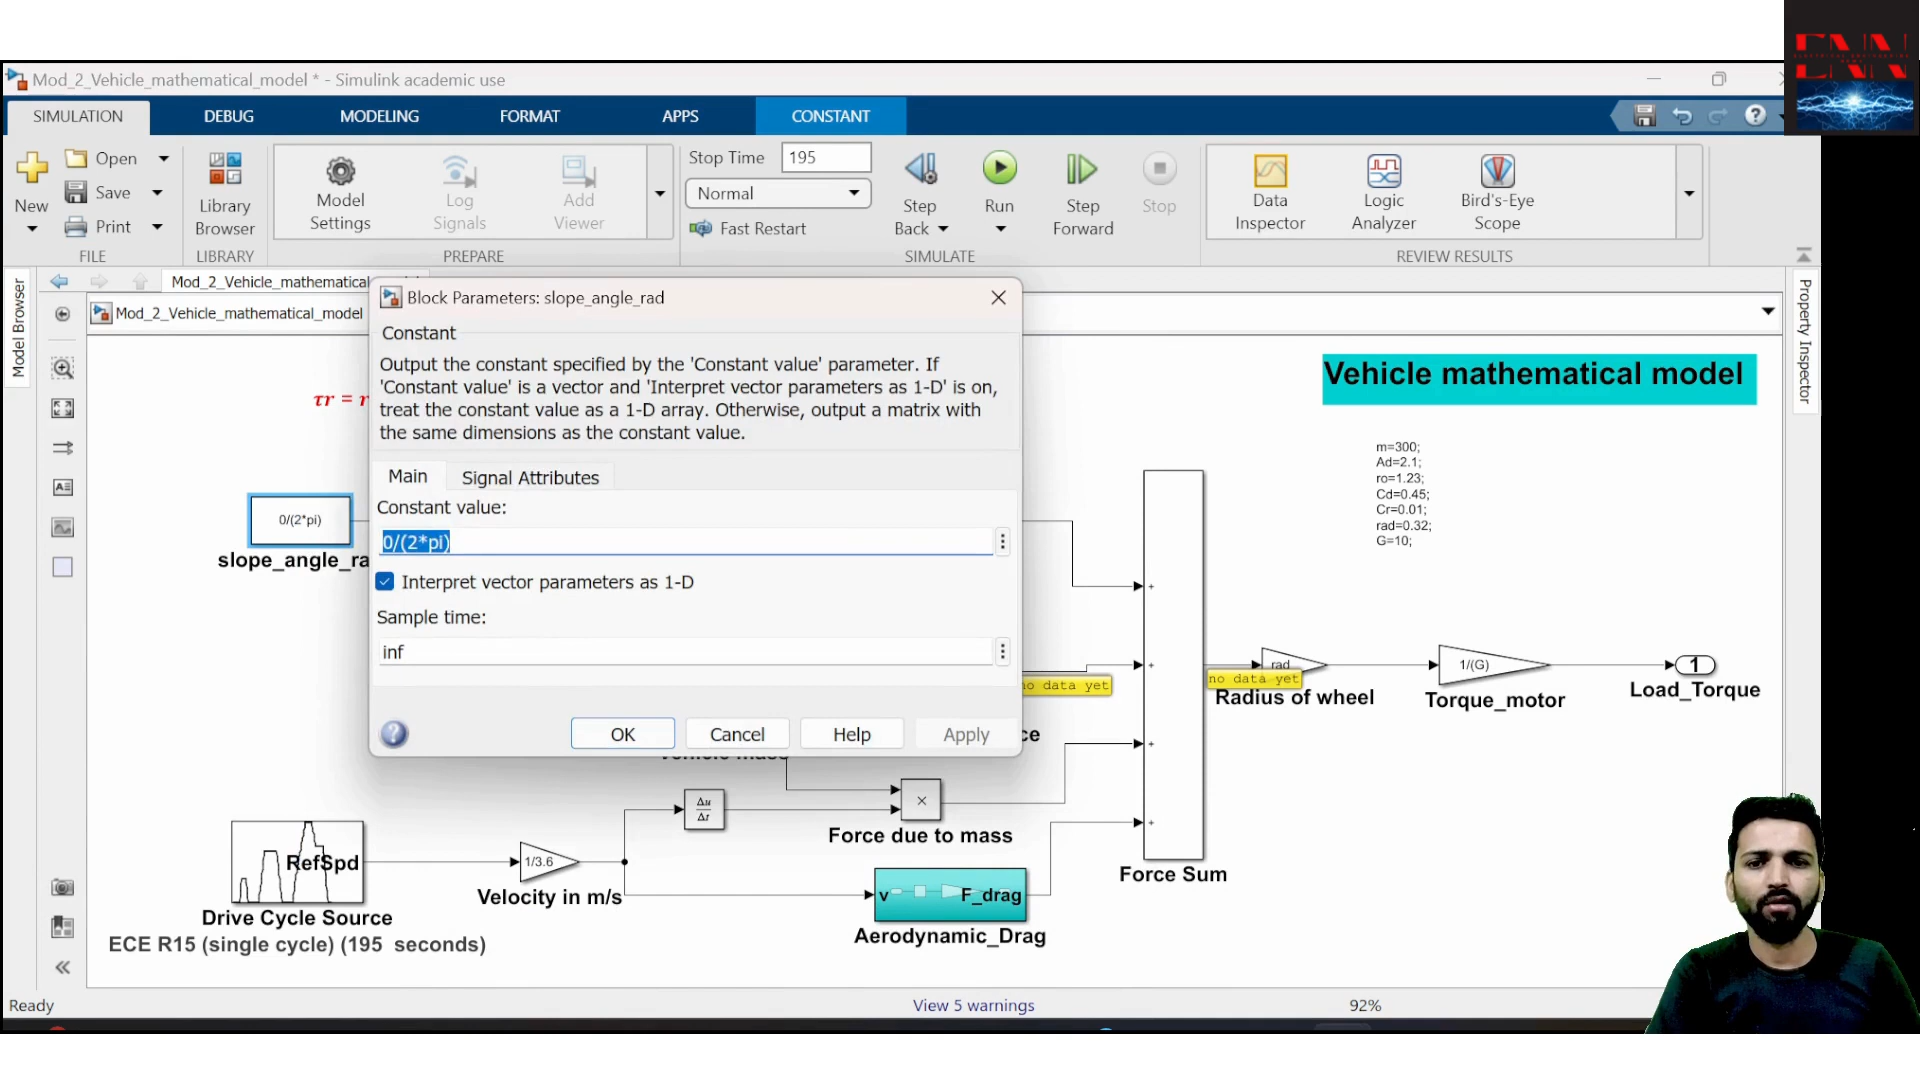 ENN
Mod_2_Vehicle_mathematical_model * - Simulink academic use
SIMULATION
DEBUG
MODELING
FORMAT
APPS
CONSTANT
New
Open
Save
Print
FILE
Library
Browser
LIBRARY
Model
Settings
Log
Signals
Add
Viewer
PREPARE
Stop Time 195
Normal
Fast Restart
Step
Back
Run
Step
Forward
Stop
SIMULATE
Data
Inspector
Logic
Analyzer
Bird's-Eye
Scope
REVIEW RESULTS
Model Browser
Property Inspector
Mod_2_Vehicle_mathematical
Mod_2_Vehicle_mathematical_model
τr = r
Block Parameters: slope_angle_rad
Constant
Output the constant specified by the 'Constant value' parameter. If
'Constant value' is a vector and 'Interpret vector parameters as 1-D' is on,
treat the constant value as a 1-D array. Otherwise, output a matrix with
the same dimensions as the constant value.
Main
Signal Attributes
Constant value:
0/(2*pi)
Interpret vector parameters as 1-D
Sample time:
inf
OK
Cancel
Help
Apply
Vehicle mathematical model
m=300;
Ad=2.1;
ro=1.23;
Cd=0.45;
Cr=0.01;
rad=0.32;
G=10;
0/(2*pi)
slope_angle_ra
no data yet
no data yet
rad
Radius of wheel
1/(G)
Torque_motor
1
Load_Torque
ce
Δu
Δt
×
Force due to mass
+
+
+
+
Force Sum
RefSpd
Drive Cycle Source
ECE R15 (single cycle) (195 seconds)
1/3.6
Velocity in m/s
v
F_drag
Aerodynamic_Drag
Ready
View 5 warnings
92%